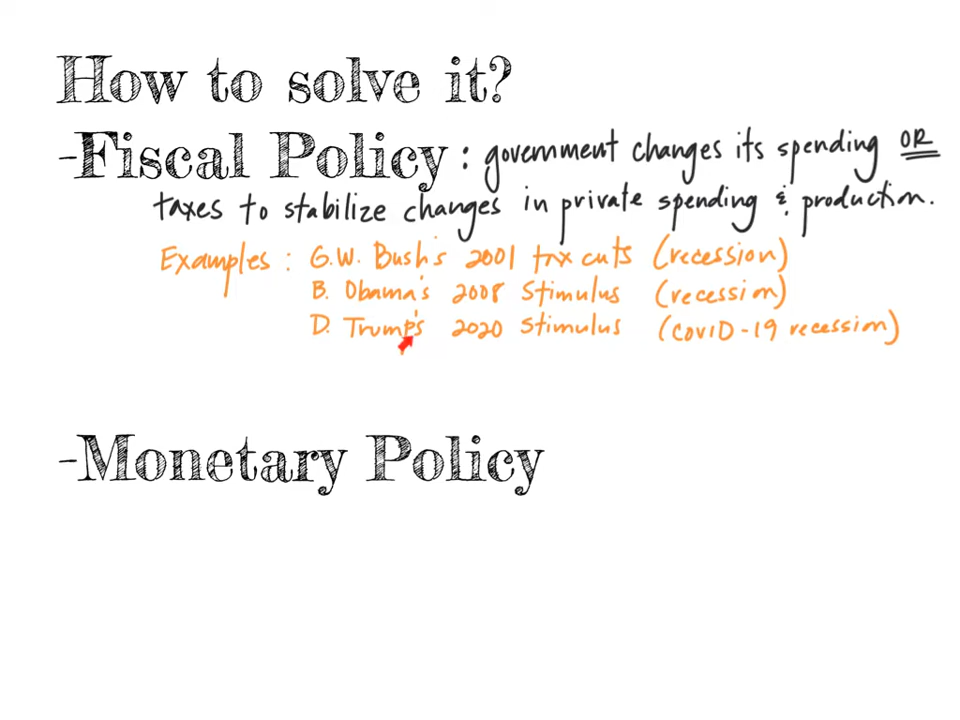 How to solve it?
-Fiscal Policy : government changes its spending OR
taxes to stabilize changes in private spending & production.
Examples : G.W. Bush's 2001 tax cuts (recession)
B. Obama's 2008 Stimulus (recession)
D. Trump's 2020 Stimulus (COVID-19 recession)
-Monetary Policy